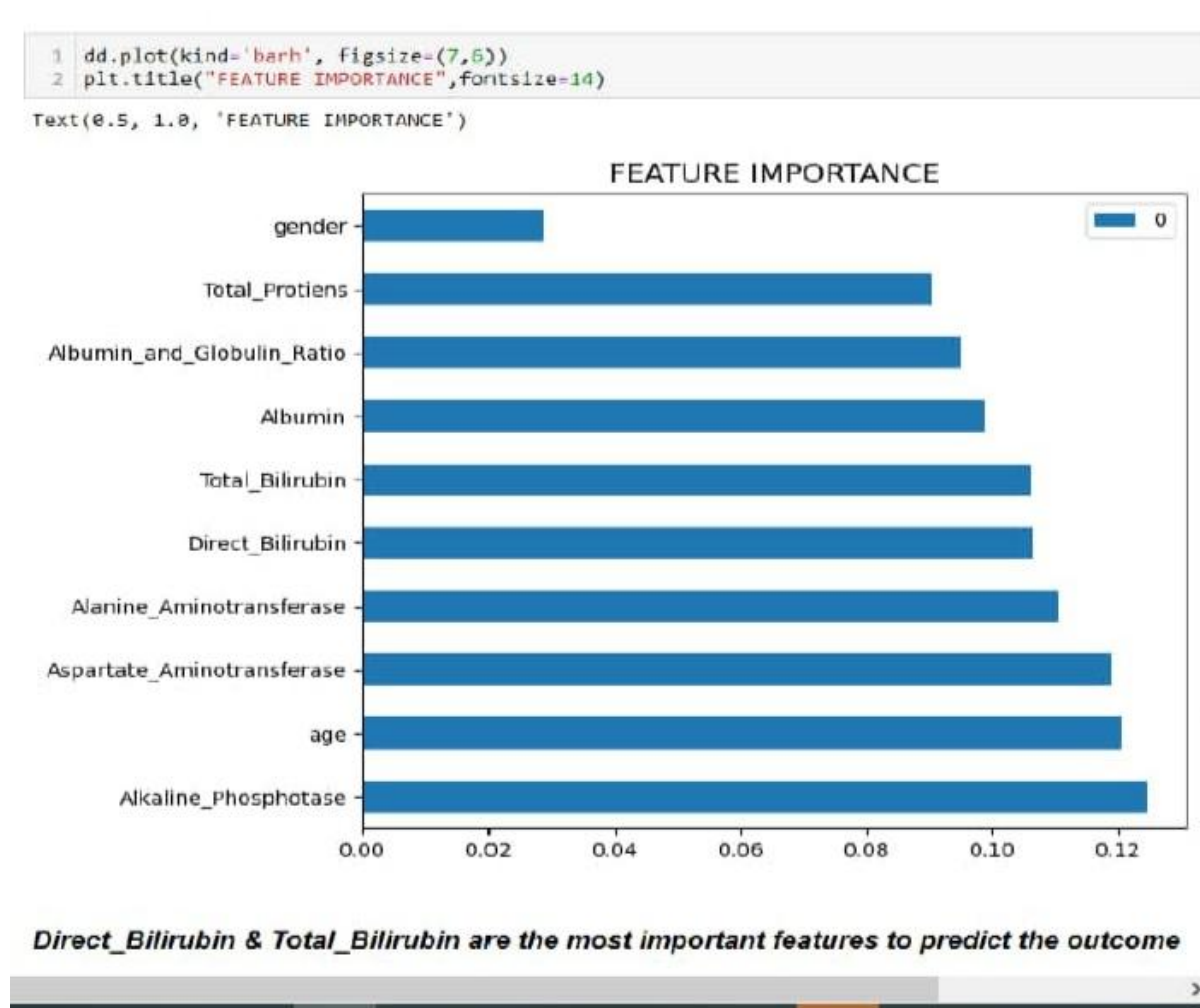 1 dd.plot(kind='barh', figsize=(7,6))
2 plt.title("FEATURE IMPORTANCE",fontsize=14)
Text(0.5, 1.0, 'FEATURE IMPORTANCE')
FEATURE IMPORTANCE
0
gender
Total_Protiens
Albumin_and_Globulin_Ratio
Albumin
Total_Bilirubin
Direct_Bilirubin
Alanine_Aminotransferase
Aspartate_Aminotransferase
age
Alkaline_Phosphotase
0.00 0.02 0.04 0.06 0.08 0.10 0.12
Direct_Bilirubin & Total_Bilirubin are the most important features to predict the outcome